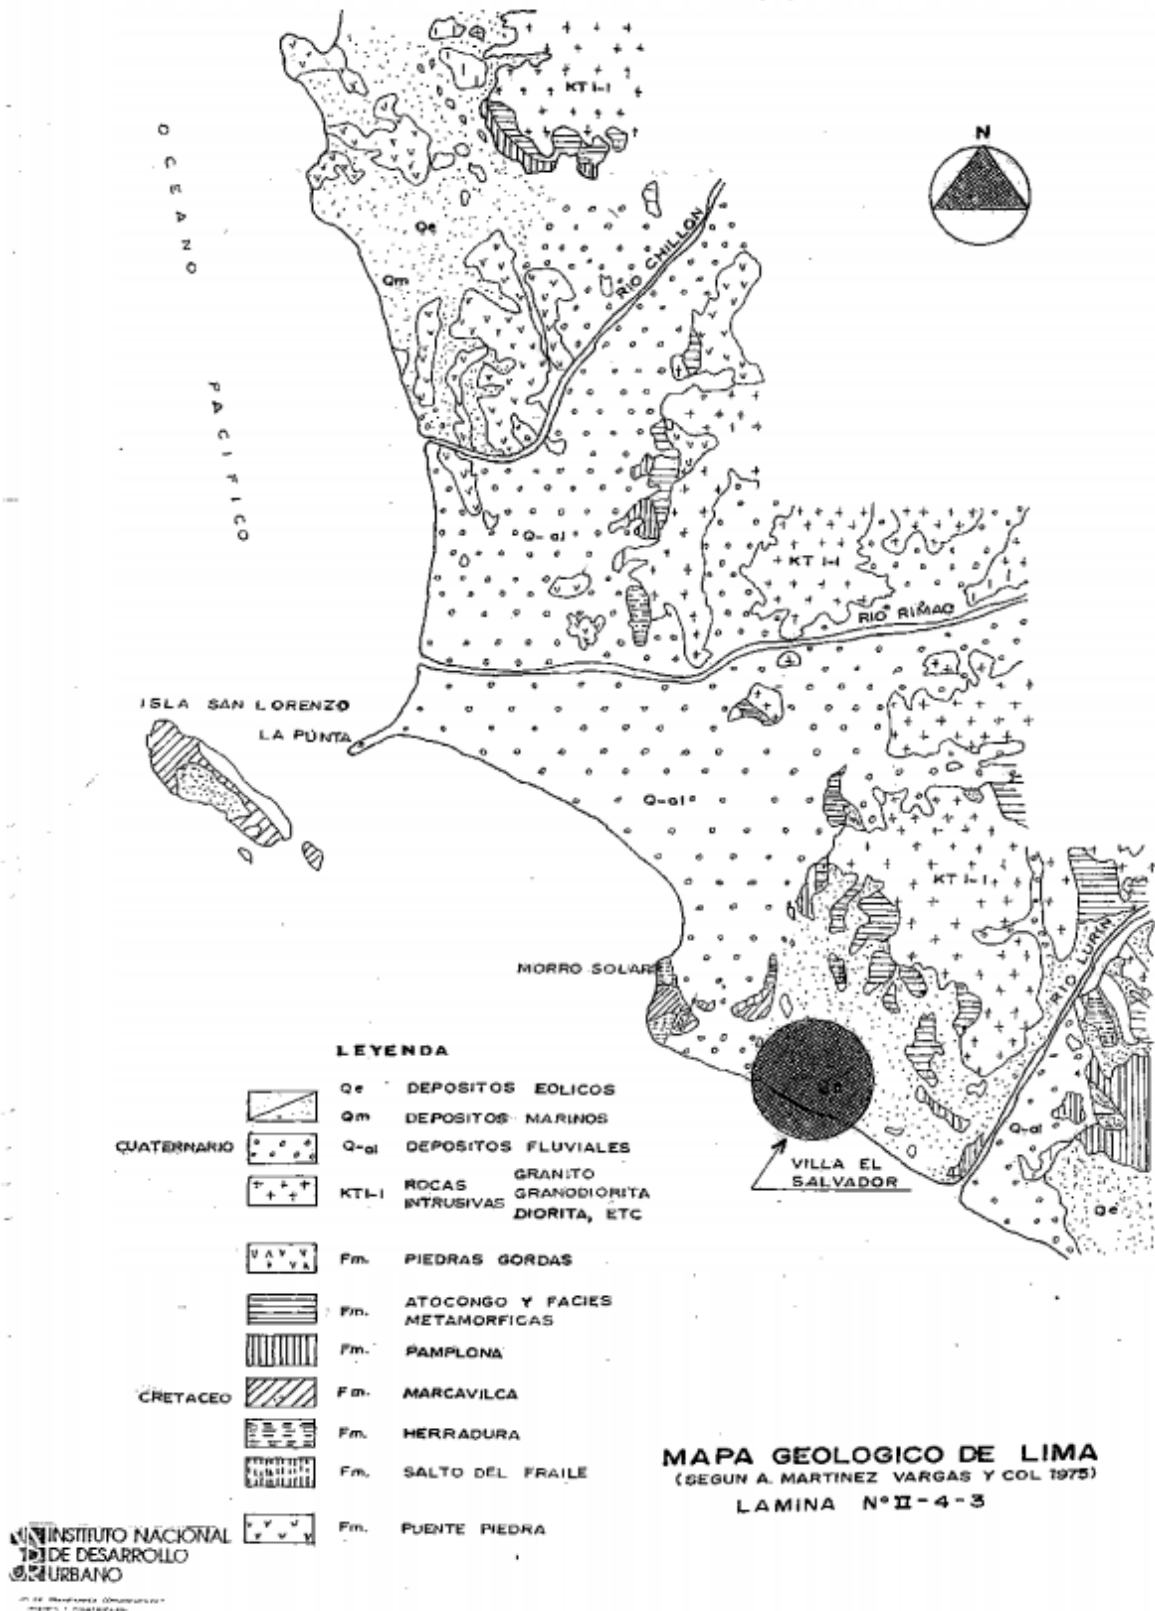 KT I-I
N
OCEANO
Qe
RIO CHILLON
Qm
PACIFICO
Q-al
KT I-I
RIO RIMAC
ISLA SAN LORENZO
LA PUNTA
Q-al
KT I-I
RIO LURIN
MORRO SOLAR
Q-al
VILLA EL
SALVADOR
Qe
LEYENDA
Qe DEPOSITOS EOLICOS
Qm DEPOSITOS MARINOS
CUATERNARIO Q-al DEPOSITOS FLUVIALES
KTI-I ROCAS INTRUSIVAS GRANITO GRANODIORITA DIORITA, ETC
Fm. PIEDRAS GORDAS
Fm. ATOCONGO Y FACIES
METAMORFICAS
Fm. PAMPLONA
CRETACEO Fm. MARCAVILCA
Fm. HERRADURA
Fm. SALTO DEL FRAILE
Fm. PUENTE PIEDRA
MAPA GEOLOGICO DE LIMA
(SEGUN A. MARTINEZ VARGAS Y COL 1975)
LAMINA Nº II-4-3
INSTITUTO NACIONAL
DE DESARROLLO
URBANO